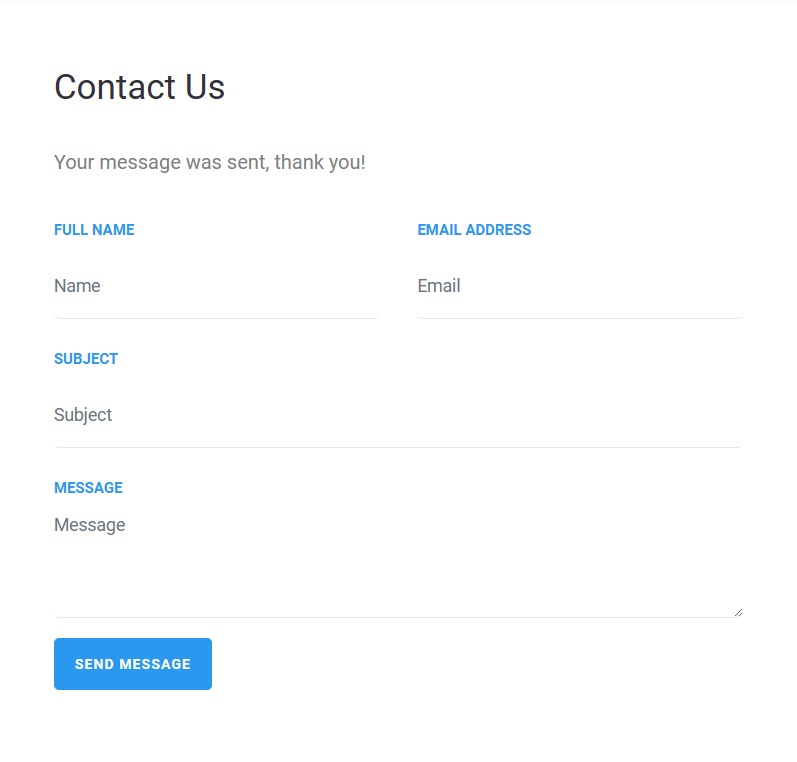 Contact Us
Your message was sent, thank you!
FULL NAME
EMAIL ADDRESS
Name
Email
SUBJECT
Subject
MESSAGE
Message
SEND MESSAGE